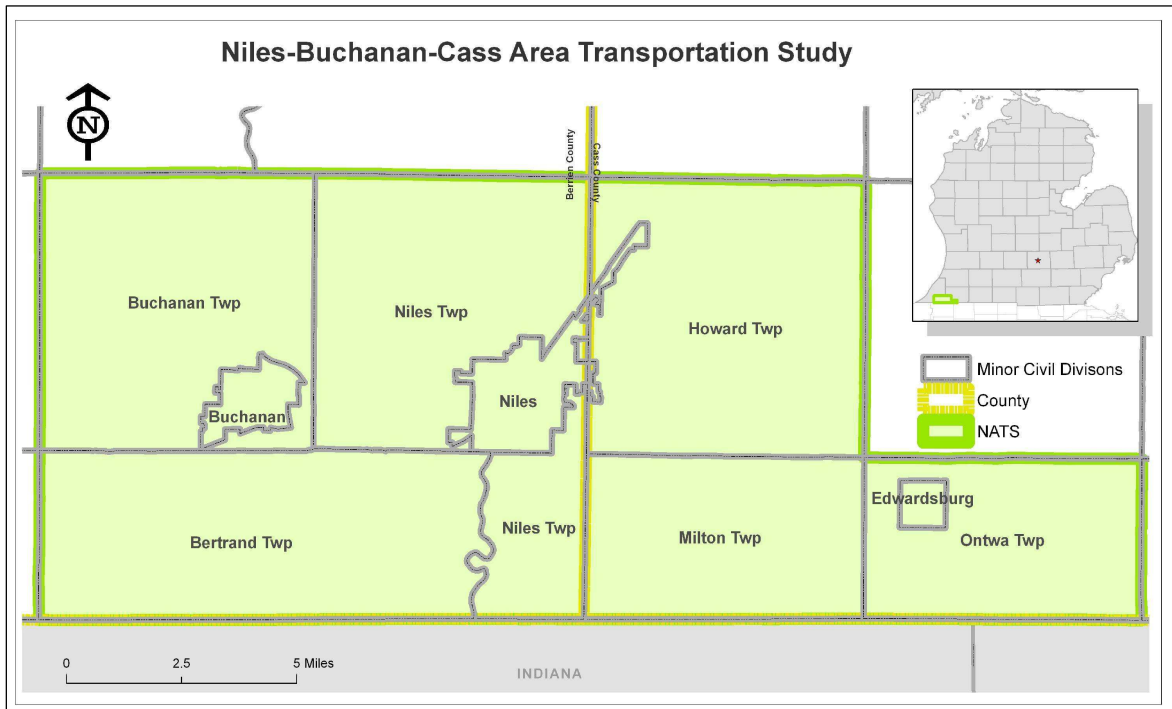 Niles-Buchanan-Cass Area Transportation Study
N
Berrien County
Cass County
Buchanan Twp
Niles Twp
Howard Twp
Buchanan
Niles
Minor Civil Divisons
County
NATS
Edwardsburg
Bertrand Twp
Niles Twp
Milton Twp
Ontwa Twp
0 2.5 5 Miles
INDIANA